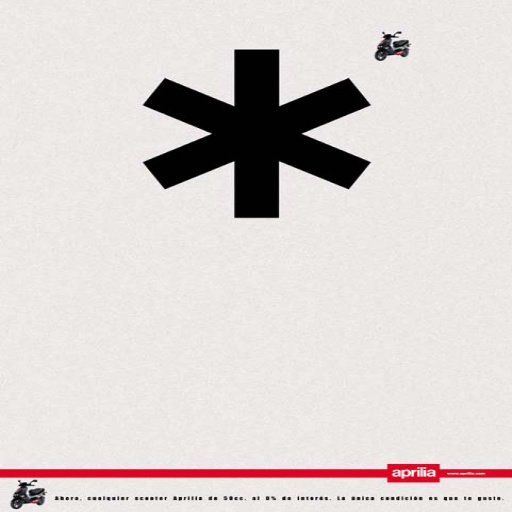 *
aprilia www.aprilia.com
Ahora, cualquier scooter Aprilia de 50cc. al 0% de interés. La única condición es que te guste.